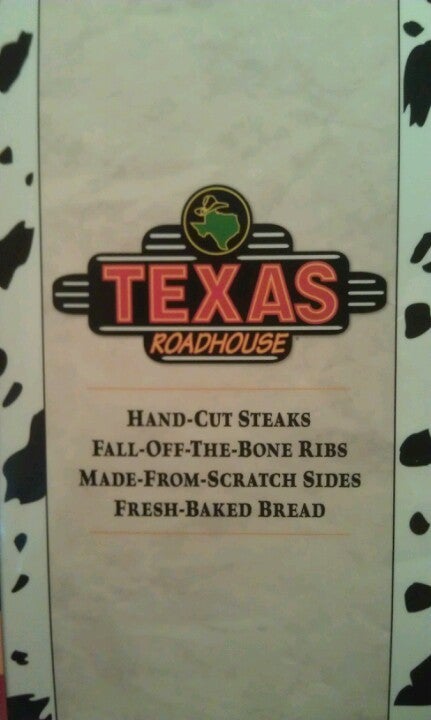 TEXAS
ROADHOUSE
HAND-CUT STEAKS
FALL-OFF-THE-BONE RIBS
MADE-FROM-SCRATCH SIDES
FRESH-BAKED BREAD